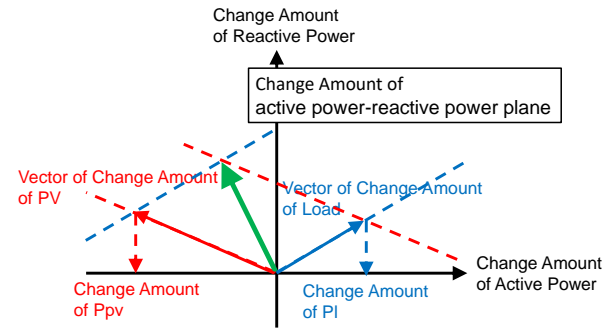 Change Amount
of Reactive Power
Change Amount of
active power-reactive power plane
Vector of Change Amount
of PV
Vector of Change Amount
of Load
Change Amount
of Ppv
Change Amount
of Pl
Change Amount
of Active Power